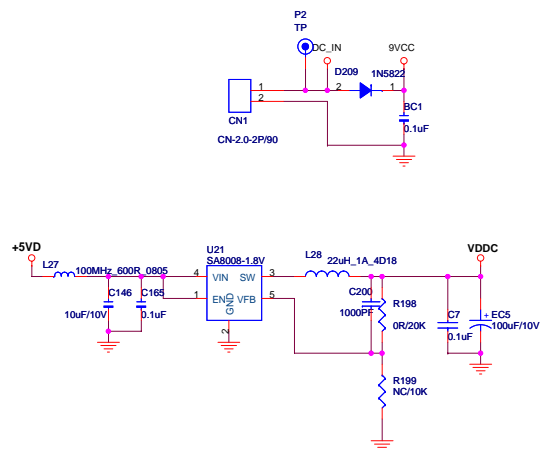 P2
TP
DC_IN
9VCC
D209
1N5822
1
2
2
1
BC1
0.1uF
CN1
CN-2.0-2P/90
+5VD
L27
100MHz_600R_0805
U21
SA8008-1.8V
L28
22uH_1A_4D18
VDDC
4
VIN
SW
3
1
EN
GND
VFB
5
2
C146
10uF/10V
C165
0.1uF
C200
1000PF
R198
0R/20K
C7
0.1uF
+
EC5
100uF/10V
R199
NC/10K